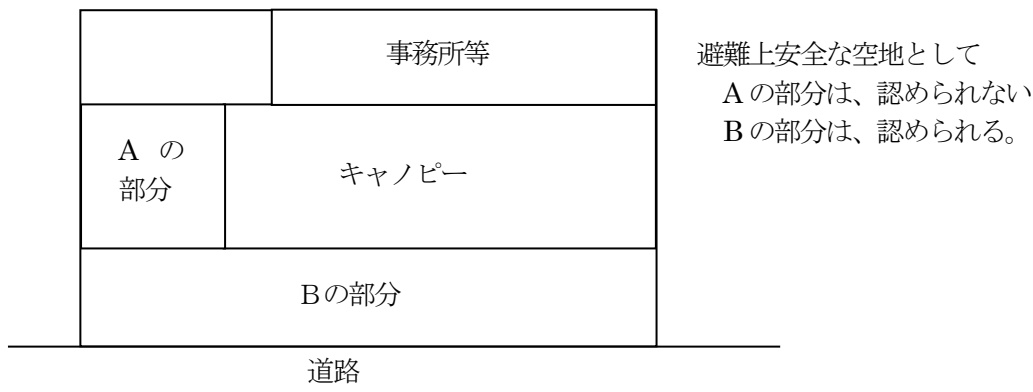 事務所等
避難上安全な空地として
Aの部分は、認められない
Bの部分は、認められる。
A の
部分
キャノピー
Bの部分
道路